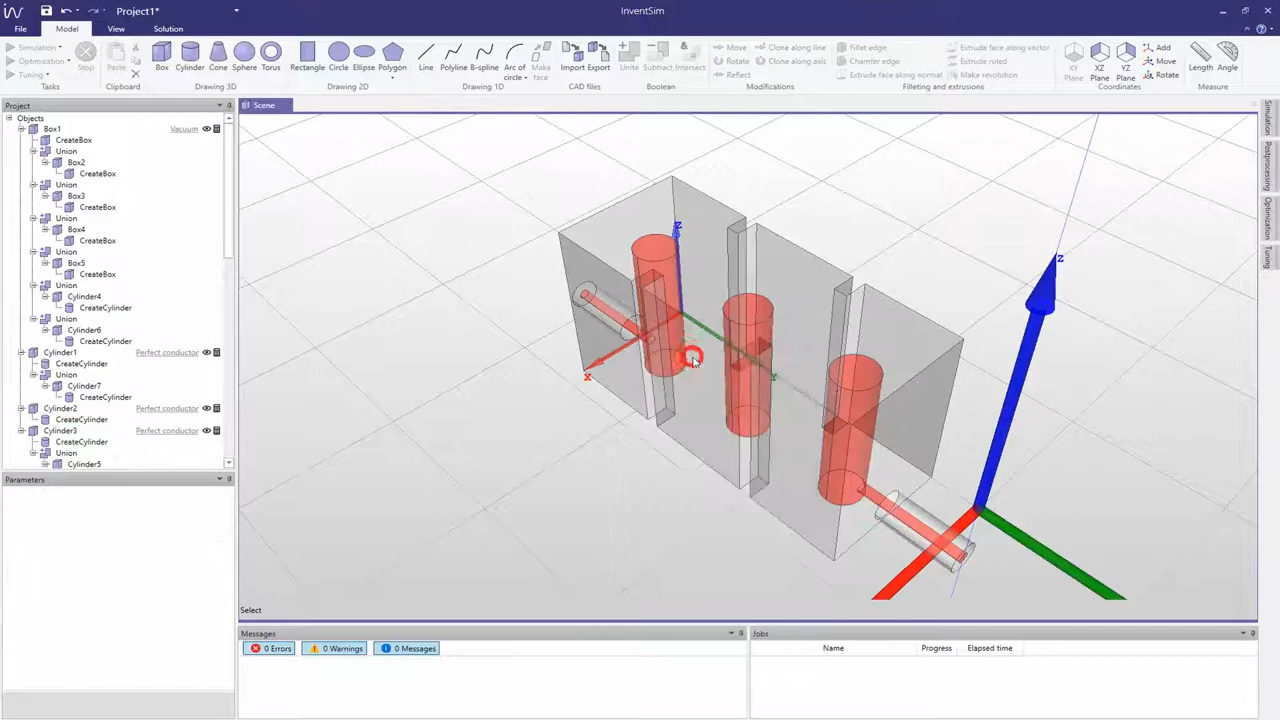 Project1*
InventSim
File
Model
View
Solution
Simulation
Optimization
Tuning
Stop
Paste
Box
Cylinder
Cone
Sphere
Torus
Rectangle
Circle
Ellipse
Polygon
Line
Polyline
B-spline
Arc of circle
Make face
Import
Export
Unite
Subtract
Intersect
Move
Rotate
Reflect
Clone along line
Clone along axis
Fillet edge
Chamfer edge
Extrude face along normal
Extrude face along vector
Extrude ruled
Make revolution
XY Plane
XZ Plane
YZ Plane
Add
Move
Rotate
Length
Angle
Tasks
Clipboard
Drawing 3D
Drawing 2D
Drawing 1D
CAD files
Boolean
Modifications
Filleting and extrusions
Coordinates
Measure
Project
Objects
Box1 Vacuum
CreateBox
Union
Box2
CreateBox
Union
Box3
CreateBox
Union
Box4
CreateBox
Union
Box5
CreateBox
Union
Cylinder4
CreateCylinder
Union
Cylinder6
CreateCylinder
Cylinder1 Perfect conductor
CreateCylinder
Union
Cylinder7
CreateCylinder
Cylinder2 Perfect conductor
CreateCylinder
Cylinder3 Perfect conductor
CreateCylinder
Union
Cylinder5
Parameters
Scene
Z
X
Y
Z
Select
Simulation
Postprocessing
Optimization
Tuning
Messages
0 Errors
0 Warnings
0 Messages
Jobs
Name Progress Elapsed time